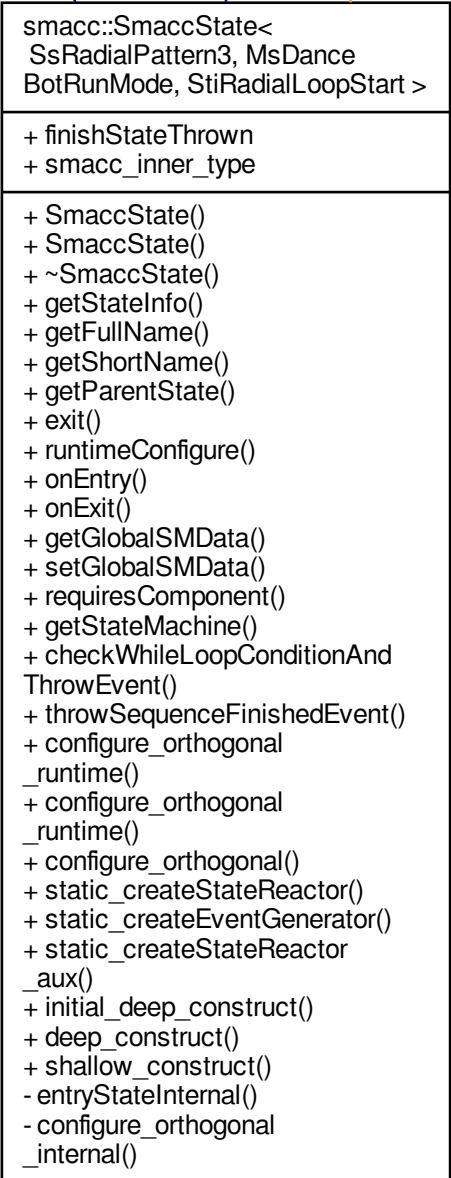 smacc::SmaccState<
SsRadialPattern3, MsDance
BotRunMode, StiRadialLoopStart >
+ finishStateThrown
+ smacc_inner_type
+ SmaccState()
+ SmaccState()
+ ~SmaccState()
+ getStateInfo()
+ getFullName()
+ getShortName()
+ getParentState()
+ exit()
+ runtimeConfigure()
+ onEntry()
+ onExit()
+ getGlobalSMData()
+ setGlobalSMData()
+ requiresComponent()
+ getStateMachine()
+ checkWhileLoopConditionAnd
ThrowEvent()
+ throwSequenceFinishedEvent()
+ configure_orthogonal
_runtime()
+ configure_orthogonal
_runtime()
+ configure_orthogonal()
+ static_createStateReactor()
+ static_createEventGenerator()
+ static_createStateReactor
_aux()
+ initial_deep_construct()
+ deep_construct()
+ shallow_construct()
- entryStateInternal()
- configure_orthogonal
_internal()